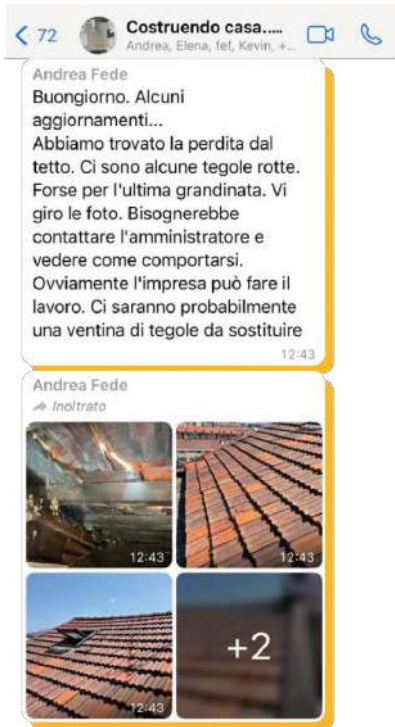 72
Costruendo casa.....
Andrea, Elena, fef, Kevin, +...
Andrea Fede
Buongiorno. Alcuni
aggiornamenti...
Abbiamo trovato la perdita dal
tetto. Ci sono alcune tegole rotte.
Forse per l'ultima grandinata. Vi
giro le foto. Bisognerebbe
contattare l'amministratore e
vedere come comportarsi.
Ovviamente l'impresa può fare il
lavoro. Ci saranno probabilmente
una ventina di tegole da sostituire
12:43
Andrea Fede
Inoltrato
12:43
12:43
12:43
+2